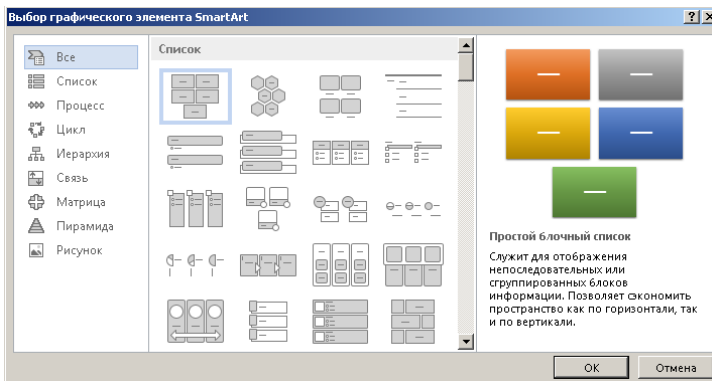 Выбор графического элемента SmartArt
Все
Список
Процесс
Цикл
Иерархия
Связь
Матрица
Пирамида
Рисунок
Список
Простой блочный список
Служит для отображения
непоследовательных или
сгруппированных блоков
информации. Позволяет сэкономить
пространство как по горизонтали, так
и по вертикали.
ОК
Отмена